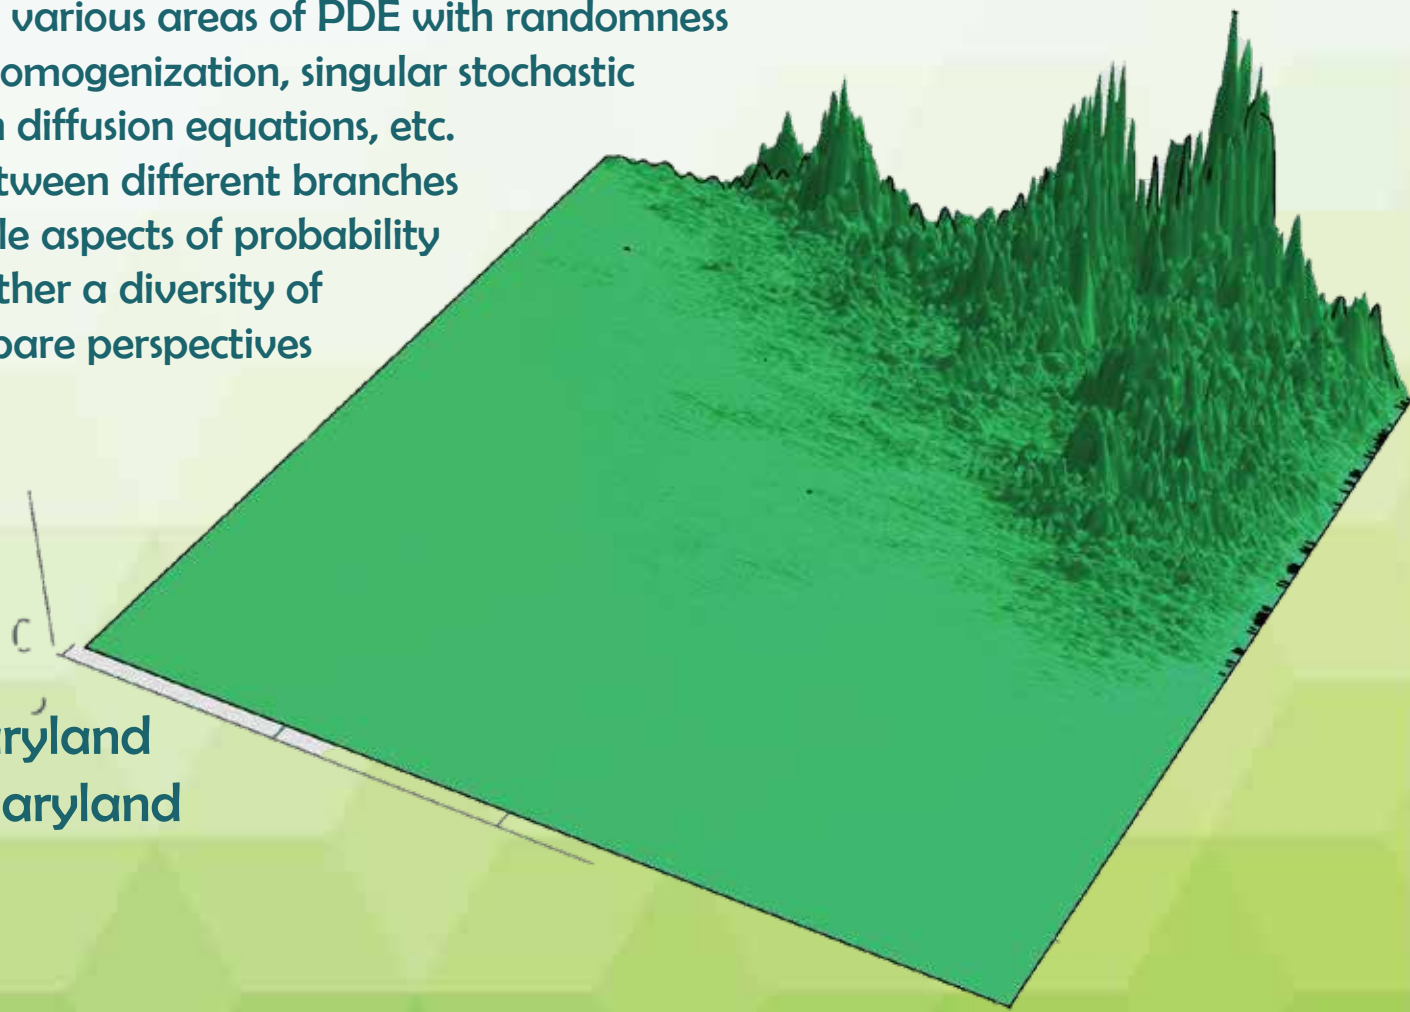 various areas of PDE with randomness
omogenization, singular stochastic
diffusion equations, etc.
tween different branches
le aspects of probability
ther a diversity of
pare perspectives
ryland
aryland